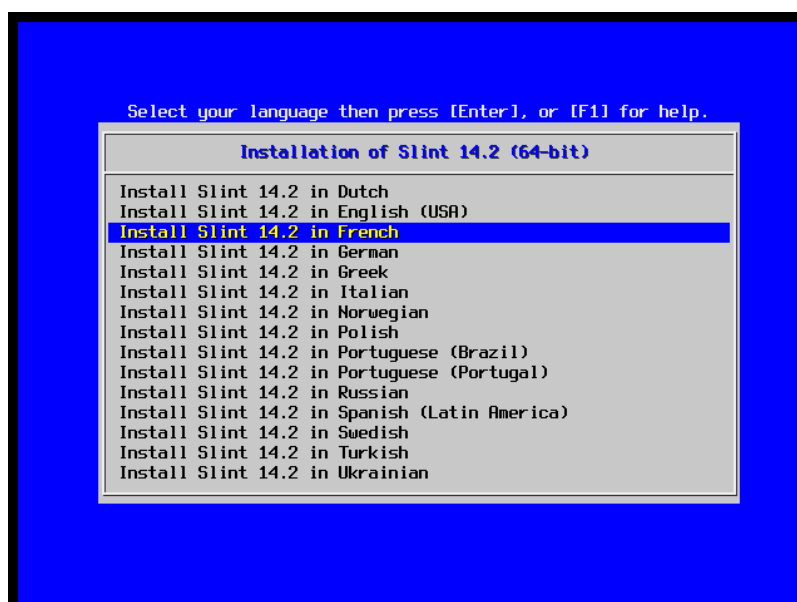 Select your language then press [Enter], or [F1] for help.
Installation of Slint 14.2 (64-bit)
Install Slint 14.2 in Dutch
Install Slint 14.2 in English (USA)
Install Slint 14.2 in French
Install Slint 14.2 in German
Install Slint 14.2 in Greek
Install Slint 14.2 in Italian
Install Slint 14.2 in Norwegian
Install Slint 14.2 in Polish
Install Slint 14.2 in Portuguese (Brazil)
Install Slint 14.2 in Portuguese (Portugal)
Install Slint 14.2 in Russian
Install Slint 14.2 in Spanish (Latin America)
Install Slint 14.2 in Swedish
Install Slint 14.2 in Turkish
Install Slint 14.2 in Ukrainian